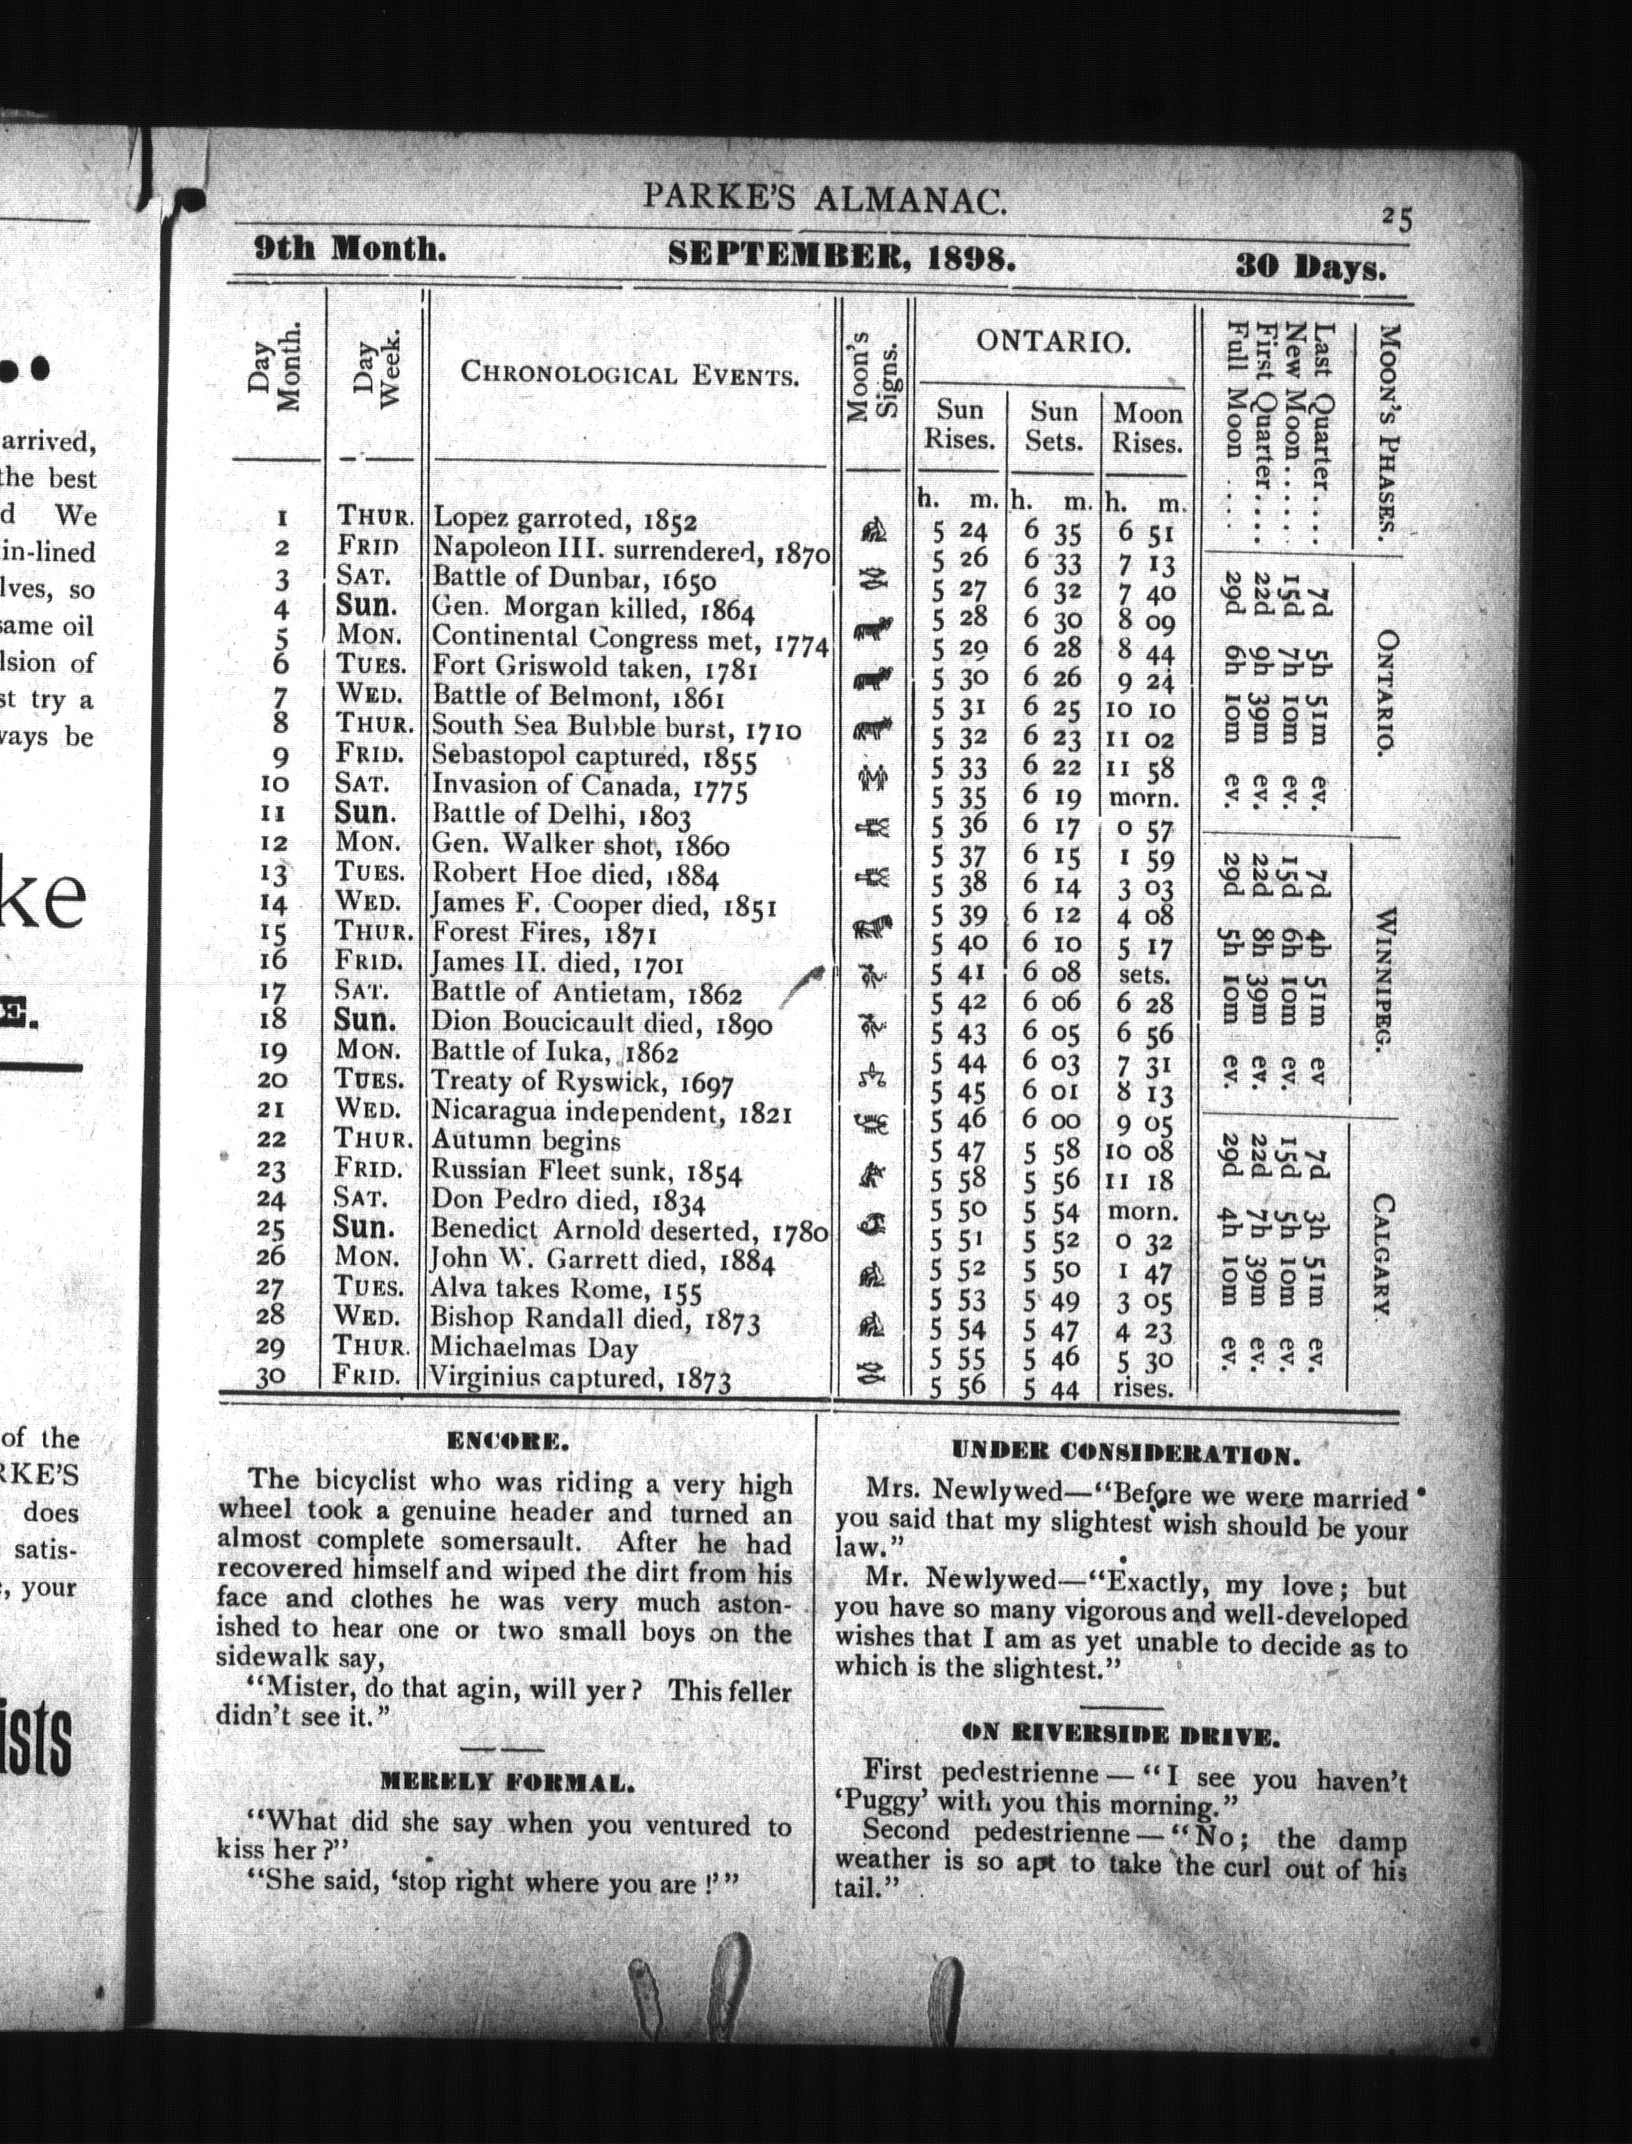 arrived,
the best
d We
in-lined
lves, so
same oil
lsion of
st try a
ways be
ke
E.
of the
RKE'S
does
satis-
, your
ists
PARKE'S ALMANAC.
25
9th Month. SEPTEMBER, 1898. 30 Days.
Day Month. Day Week. CHRONOLOGICAL EVENTS. Moon's Signs. ONTARIO.
Sun Rises. Sun Sets. Moon Rises.
h. m. h. m. h. m.
1 THUR. Lopez garroted, 1852 5 24 6 35 6 51
2 FRID Napoleon III. surrendered, 1870 5 26 6 33 7 13
3 SAT. Battle of Dunbar, 1650 5 27 6 32 7 40
4 Sun. Gen. Morgan killed, 1864 5 28 6 30 8 09
5 MON. Continental Congress met, 1774 5 29 6 28 8 44
6 TUES. Fort Griswold taken, 1781 5 30 6 26 9 24
7 WED. Battle of Belmont, 1861 5 31 6 25 10 10
8 THUR. South Sea Bubble burst, 1710 5 32 6 23 11 02
9 FRID. Sebastopol captured, 1855 5 33 6 22 11 58
10 SAT. Invasion of Canada, 1775 5 35 6 19 morn.
11 Sun. Battle of Delhi, 1803 5 36 6 17 0 57
12 MON. Gen. Walker shot, 1860 5 37 6 15 1 59
13 TUES. Robert Hoe died, 1884 5 38 6 14 3 03
14 WED. James F. Cooper died, 1851 5 39 6 12 4 08
15 THUR. Forest Fires, 1871 5 40 6 10 5 17
16 FRID. James II. died, 1701 5 41 6 08 sets.
17 SAT. Battle of Antietam, 1862 5 42 6 06 6 28
18 Sun. Dion Boucicault died, 1890 5 43 6 05 6 56
19 MON. Battle of Iuka, 1862 5 44 6 03 7 31
20 TUES. Treaty of Ryswick, 1697 5 45 6 01 8 13
21 WED. Nicaragua independent, 1821 5 46 6 00 9 05
22 THUR. Autumn begins 5 47 5 58 10 08
23 FRID. Russian Fleet sunk, 1854 5 58 5 56 11 18
24 SAT. Don Pedro died, 1834 5 50 5 54 morn.
25 Sun. Benedict Arnold deserted, 1780 5 51 5 52 0 32
26 MON. John W. Garrett died, 1884 5 52 5 50 1 47
27 TUES. Alva takes Rome, 155 5 53 5 49 3 05
28 WED. Bishop Randall died, 1873 5 54 5 47 4 23
29 THUR. Michaelmas Day 5 55 5 46 5 30
30 FRID. Virginius captured, 1873 5 56 5 44 rises.
MOON'S PHASES. ONTARIO. WINNIPEG. CALGARY.
Last Quarter.... 7d 5h 51m ev. 7d 4h 51m ev 7d 3h 51m ev.
New Moon...... 15d 7h 10m ev. 15d 6h 10m ev. 15d 5h 10m ev.
First Quarter.... 22d 9h 39m ev. 22d 8h 39m ev. 22d 7h 39m ev.
Full Moon .... 29d 6h 10m ev. 29d 5h 10m ev. 29d 4h 10m ev.
ENCORE.
The bicyclist who was riding a very high
wheel took a genuine header and turned an
almost complete somersault. After he had
recovered himself and wiped the dirt from his
face and clothes he was very much aston-
ished to hear one or two small boys on the
sidewalk say,
"Mister, do that agin, will yer? This feller
didn't see it."
MERELY FORMAL.
"What did she say when you ventured to
kiss her?"
"She said, 'stop right where you are!'"
UNDER CONSIDERATION.
Mrs. Newlywed—"Before we were married
you said that my slightest wish should be your
law."
Mr. Newlywed—"Exactly, my love; but
you have so many vigorous and well-developed
wishes that I am as yet unable to decide as to
which is the slightest."
ON RIVERSIDE DRIVE.
First pedestrienne—"I see you haven't
'Puggy' with you this morning."
Second pedestrienne—"No; the damp
weather is so apt to take the curl out of his
tail."